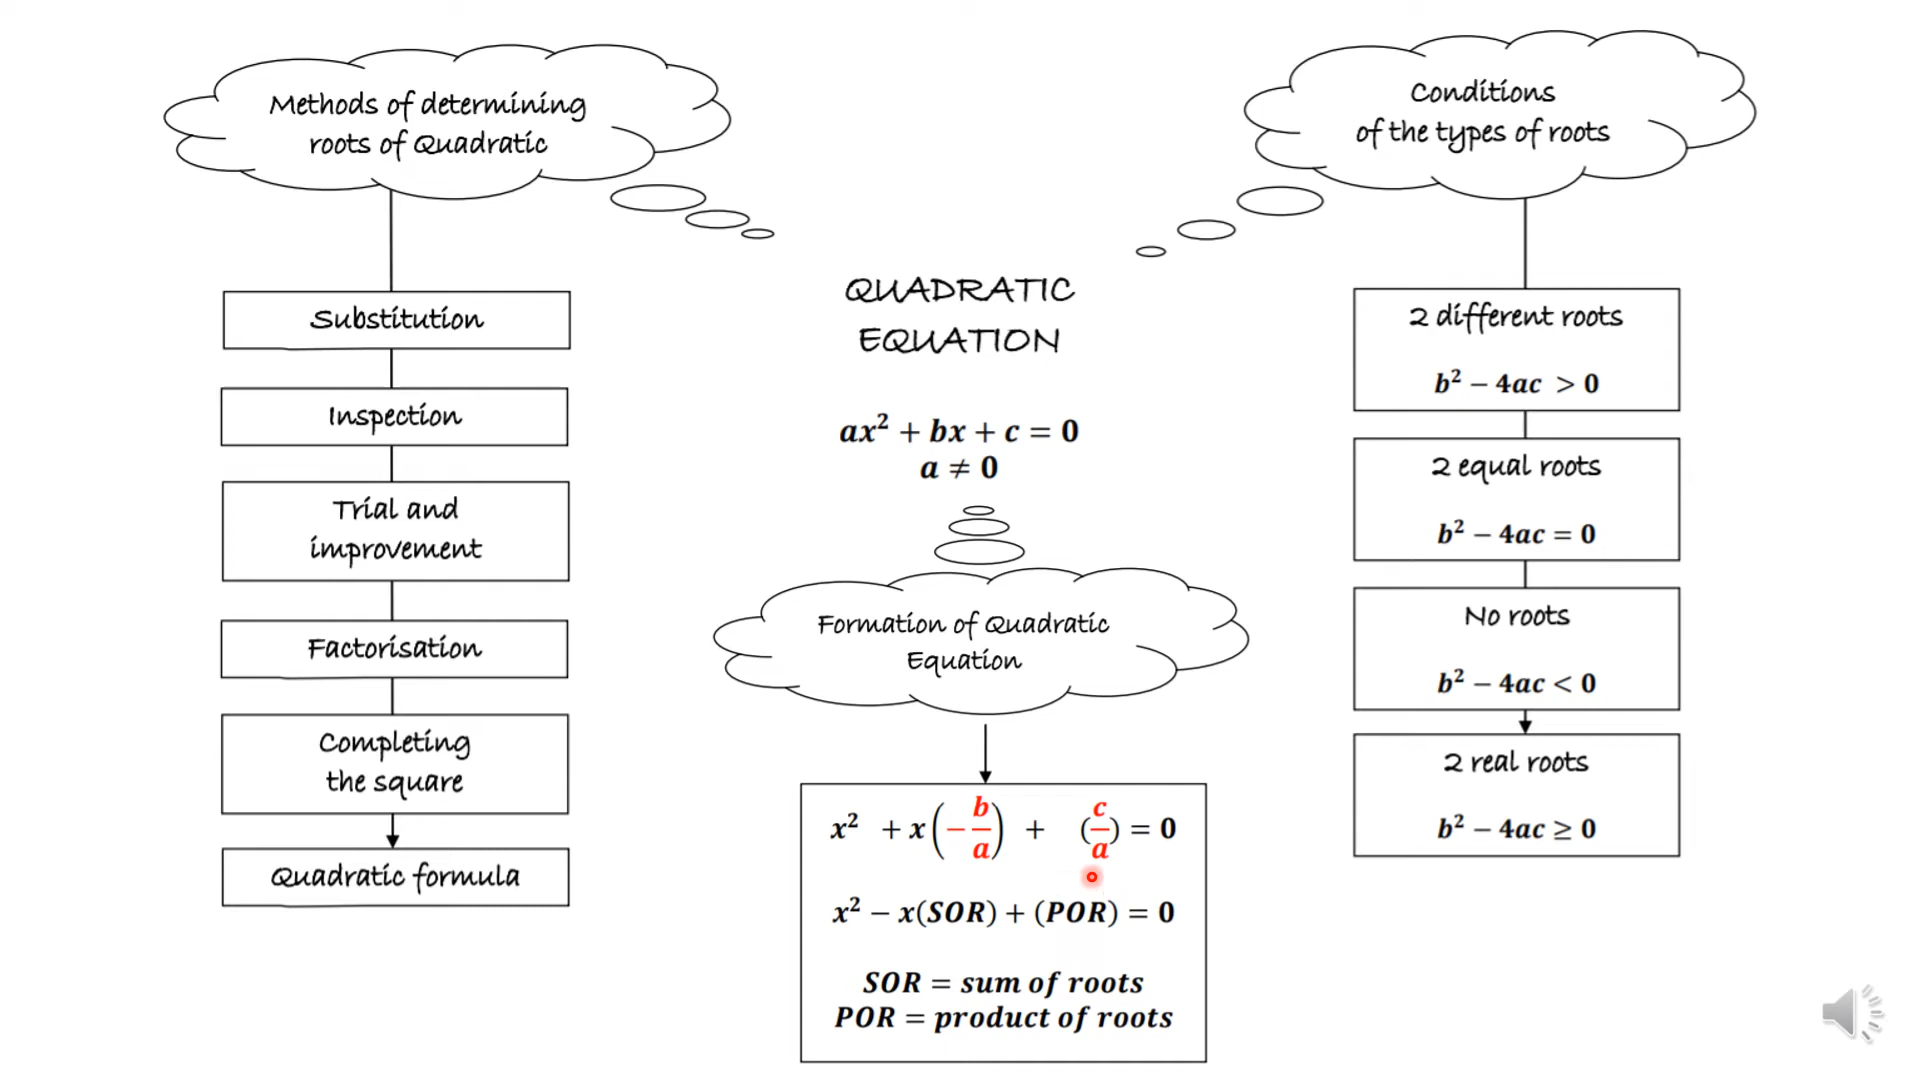 Methods of determining
roots of Quadratic
Substitution
Inspection
Trial and
improvement
Factorisation
Completing
the square
Quadratic formula
QUADRATIC
EQUATION
ax² + bx + c = 0
a ≠ 0
Formation of Quadratic
Equation
x² + x(−b/a) + (c/a) = 0
x² − x(SOR) + (POR) = 0
SOR = sum of roots
POR = product of roots
Conditions
of the types of roots
2 different roots
b² − 4ac > 0
2 equal roots
b² − 4ac = 0
No roots
b² − 4ac < 0
2 real roots
b² − 4ac ≥ 0